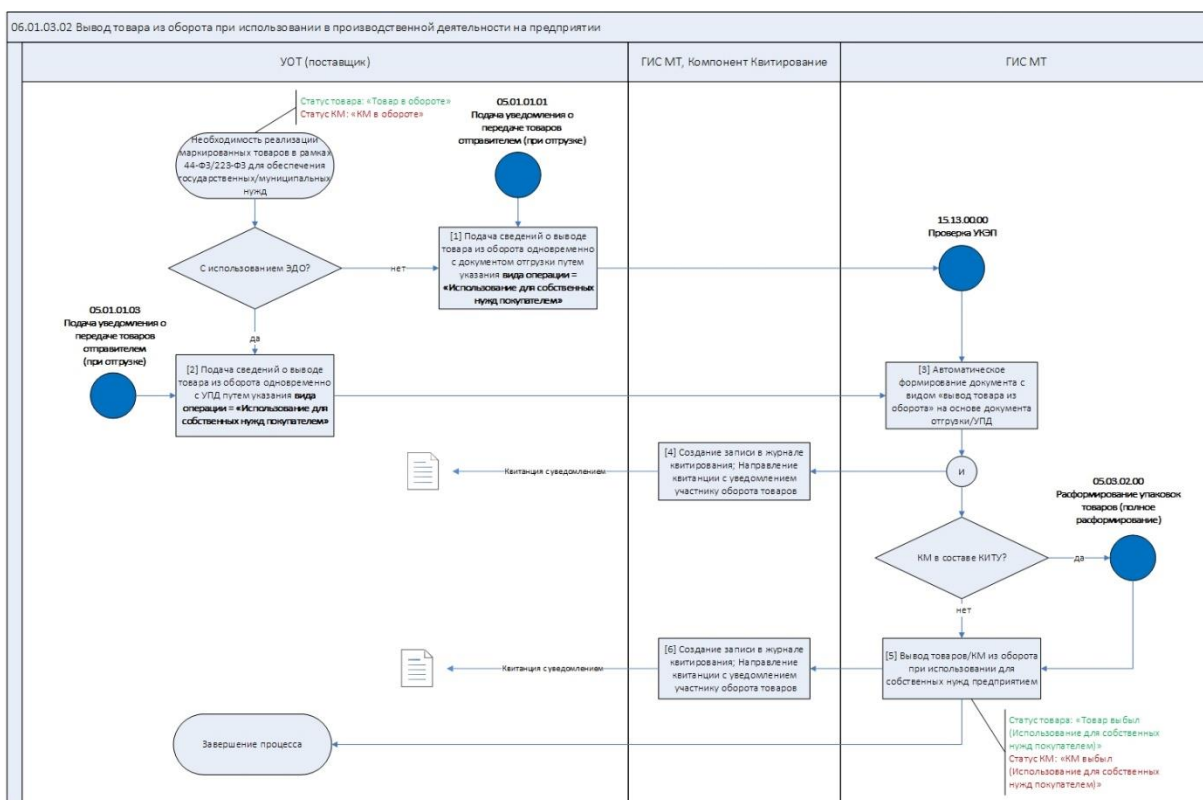 06.01.03.02 Вывод товара из оборота при использовании в производственной деятельности на предприятии
УОТ (поставщик)
ГИС МТ, Компонент Квитирование
ГИС МТ
Статус товара: «Товар в обороте»
Статус КМ: «КМ в обороте»
Необходимость реализации
маркированных товаров в рамках
44-ФЗ/223-ФЗ для обеспечения
государственных/муниципальных
нужд
05.01.01.01
Подача уведомления о
передаче товаров
отправителем (при отгрузке)
С использованием ЭДО?
нет
[1] Подача сведений о выводе
товара из оборота одновременно
с документом отгрузки путем
указания вида операции =
«Использование для собственных
нужд покупателем»
15.13.00.00
Проверка УКЭП
да
05.01.01.03
Подача уведомления о
передаче товаров
отправителем
(при отгрузке)
[2] Подача сведений о выводе
товара из оборота одновременно
с УПД путем указания вида
операции = «Использование для
собственных нужд покупателем»
[3] Автоматическое
формирование документа с
видом «вывод товара из
оборота» на основе документа
отгрузки/УПД
Квитанция с уведомлением
[4] Создание записи в журнале
квитирования; Направление
квитанции с уведомлением
участнику оборота товаров
и
05.03.02.00
Расформирование упаковок
товаров (полное
расформирование)
КМ в составе КИТУ?
да
нет
Квитанция с уведомлением
[6] Создание записи в журнале
квитирования; Направление
квитанции с уведомлением
участнику оборота товаров
[5] Вывод товаров/КМ из оборота
при использовании для
собственных нужд предприятием
Завершение процесса
Статус товара: «Товар выбыл
(Использование для собственных
нужд покупателем)»
Статус КМ: «КМ выбыл
(Использование для собственных
нужд покупателем)»